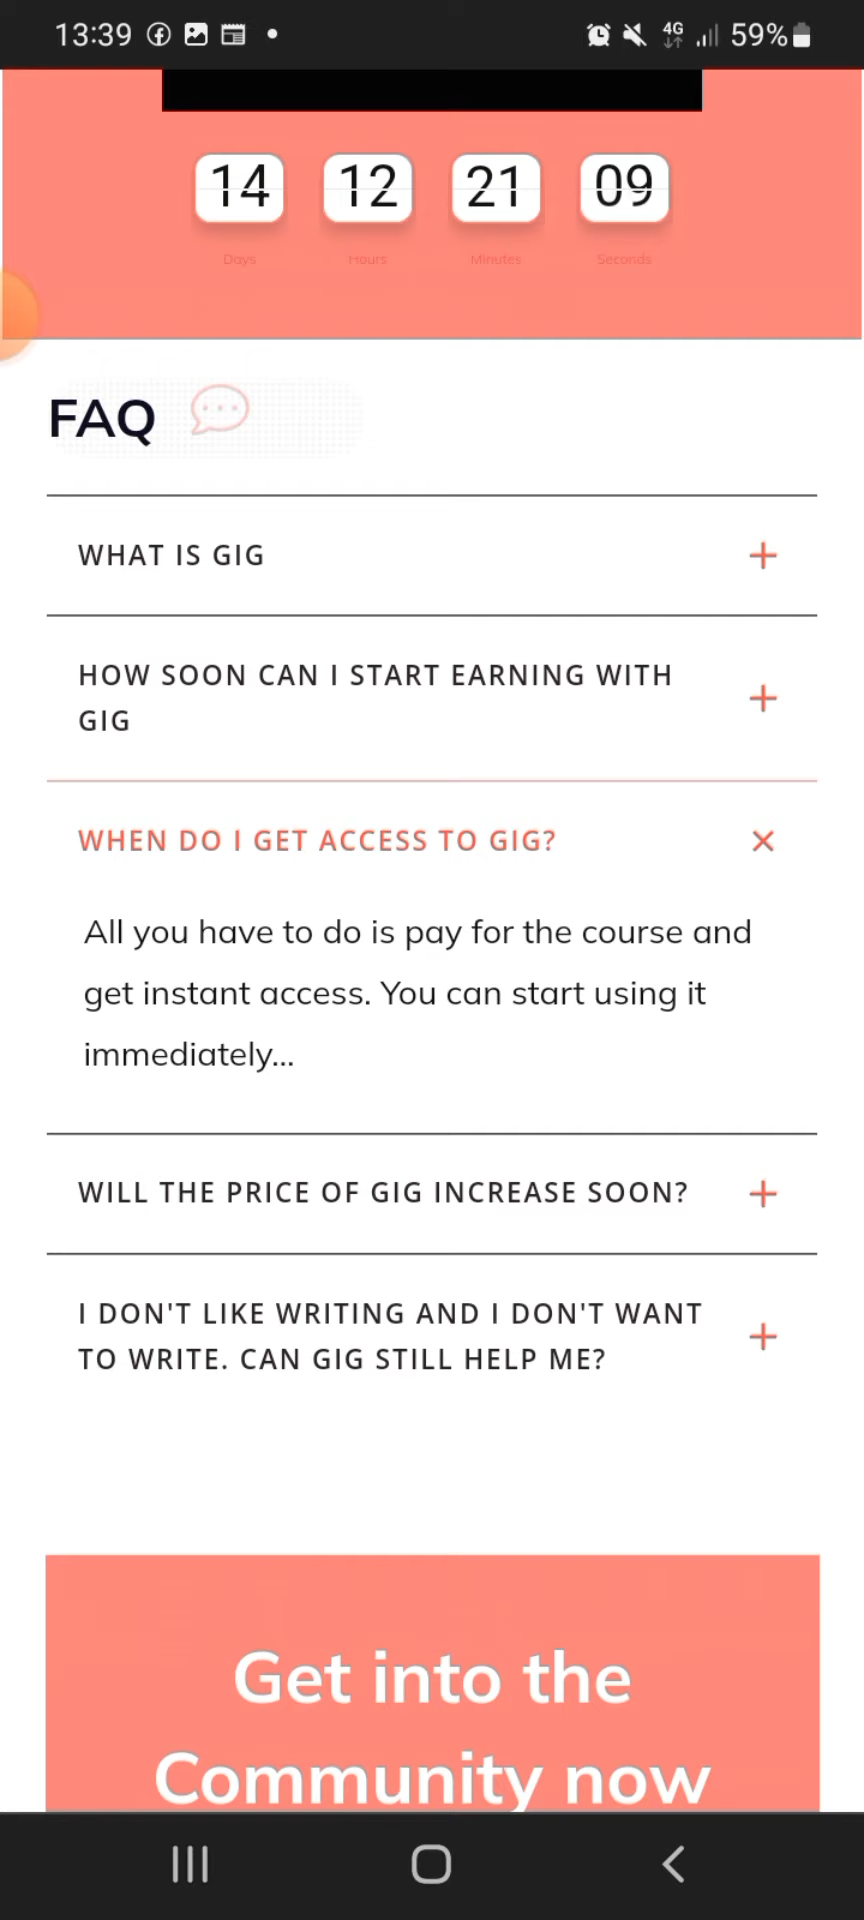 13:39
4G
59%
14 12 21 09
Days Hours Minutes Seconds
FAQ
WHAT IS GIG
HOW SOON CAN I START EARNING WITH
GIG
WHEN DO I GET ACCESS TO GIG?
All you have to do is pay for the course and
get instant access. You can start using it
immediately...
WILL THE PRICE OF GIG INCREASE SOON?
I DON'T LIKE WRITING AND I DON'T WANT
TO WRITE. CAN GIG STILL HELP ME?
Get into the
Community now